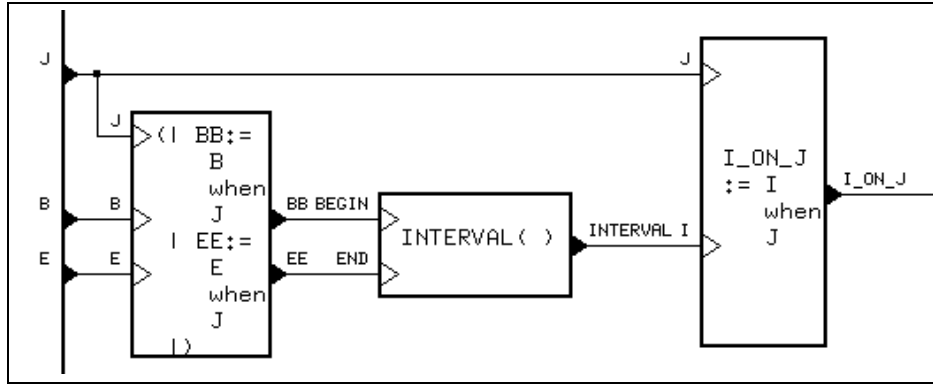 J
J
J
(| BB:=
B
when
J
| EE:=
E
when
J
|)
B
B
E
E
BB BEGIN
EE END
INTERVAL( )
INTERVAL I
I_ON_J
:= I
when
J
I_ON_J